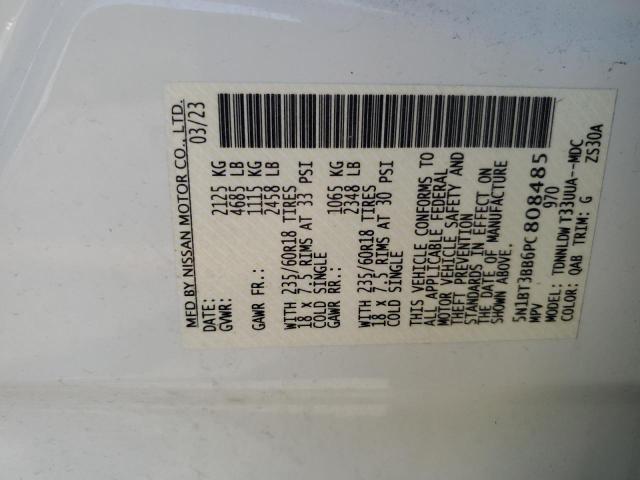 MFD BY NISSAN MOTOR CO., LTD.
DATE: 03/23
GVWR: 2125 KG
4685 LB
GAWR FR.: 1115 KG
2458 LB
WITH 235/60R18 TIRES
18 x 7.5 RIMS AT 33 PSI
COLD SINGLE
GAWR RR.: 1065 KG
2348 LB
WITH 235/60R18 TIRES
18 x 7.5 RIMS AT 30 PSI
COLD SINGLE
THIS VEHICLE CONFORMS TO
ALL APPLICABLE FEDERAL
MOTOR VEHICLE SAFETY AND
THEFT PREVENTION
STANDARDS IN EFFECT ON
THE DATE OF MANUFACTURE
SHOWN ABOVE.
5N1BT3BB6PC808485
MPV 970
MODEL: TDNNLDW T33UUA--MDC
COLOR: QAB TRIM: G ZS30A